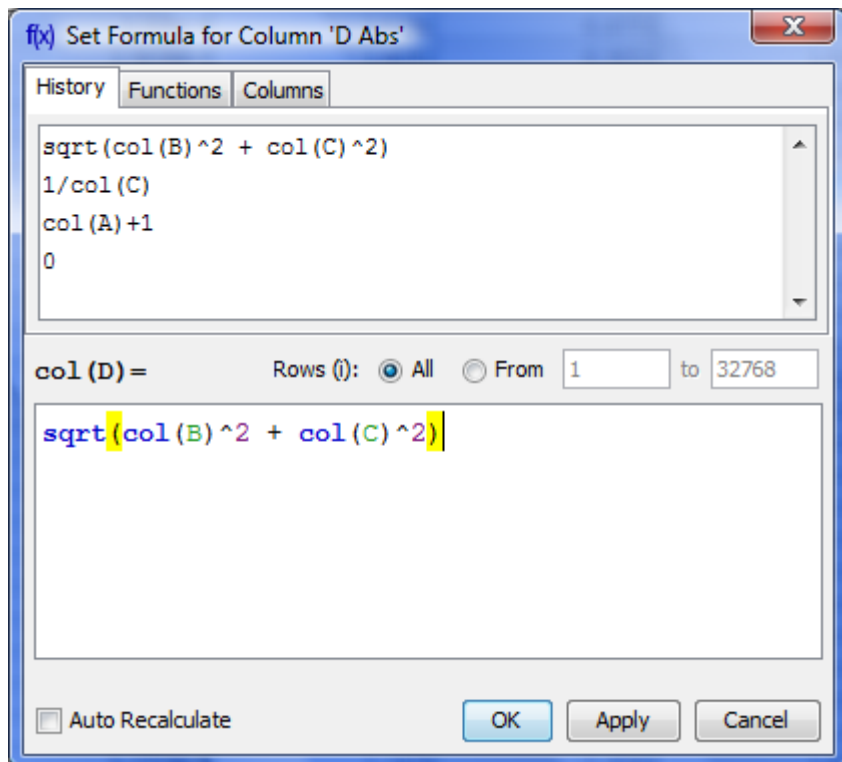 f(x) Set Formula for Column 'D Abs'
History Functions Columns
sqrt(col(B)^2 + col(C)^2)
1/col(C)
col(A)+1
0
col(D)= Rows (i): All From 1 to 32768
sqrt(col(B)^2 + col(C)^2)
Auto Recalculate OK Apply Cancel